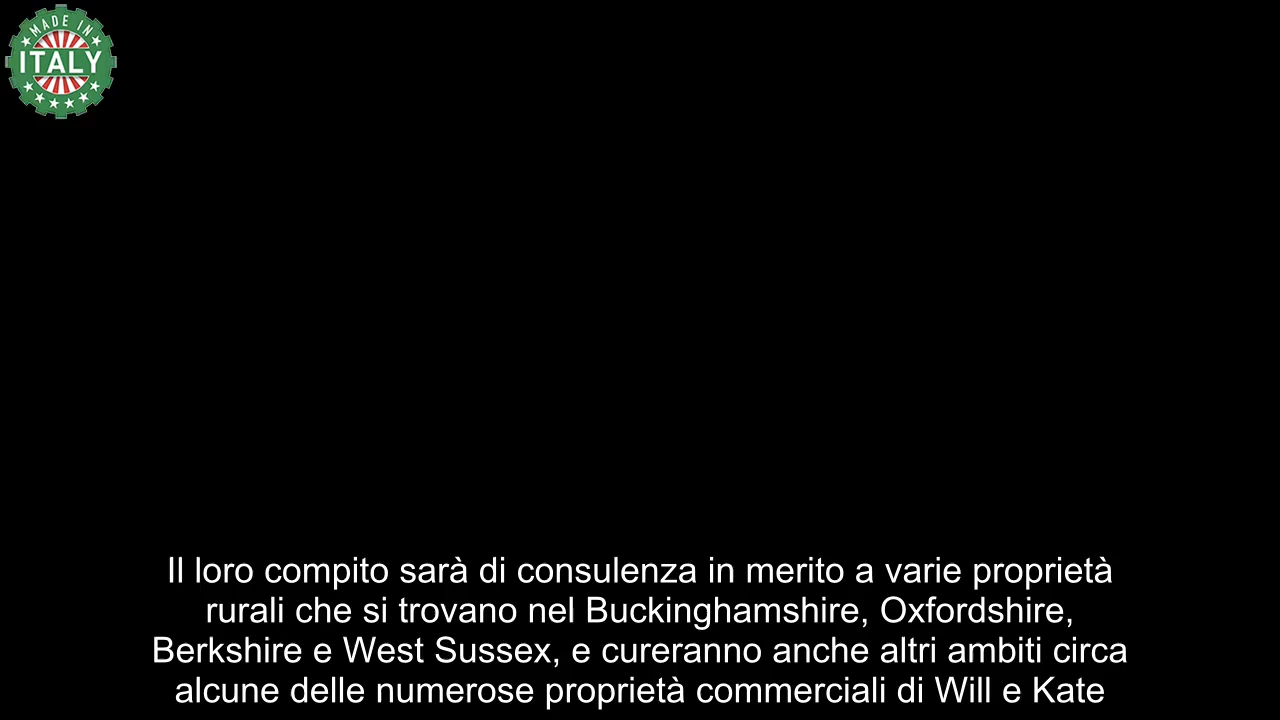 MADE IN
ITALY
Il loro compito sarà di consulenza in merito a varie proprietà
rurali che si trovano nel Buckinghamshire, Oxfordshire,
Berkshire e West Sussex, e cureranno anche altri ambiti circa
alcune delle numerose proprietà commerciali di Will e Kate